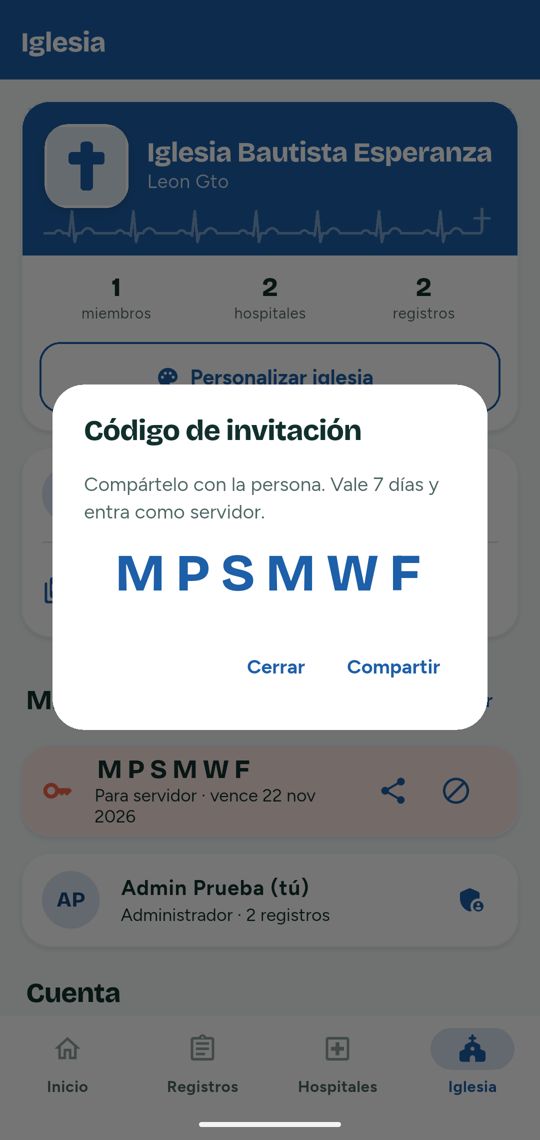 Iglesia
Iglesia Bautista Esperanza
Leon Gto
1
miembros
2
hospitales
2
registros
Personalizar iglesia
Código de invitación
Compártelo con la persona. Vale 7 días y
entra como servidor.
MPSMWF
Cerrar
Compartir
MPSMWF
Para servidor · vence 22 nov
2026
AP
Admin Prueba (tú)
Administrador · 2 registros
Cuenta
Inicio
Registros
Hospitales
Iglesia